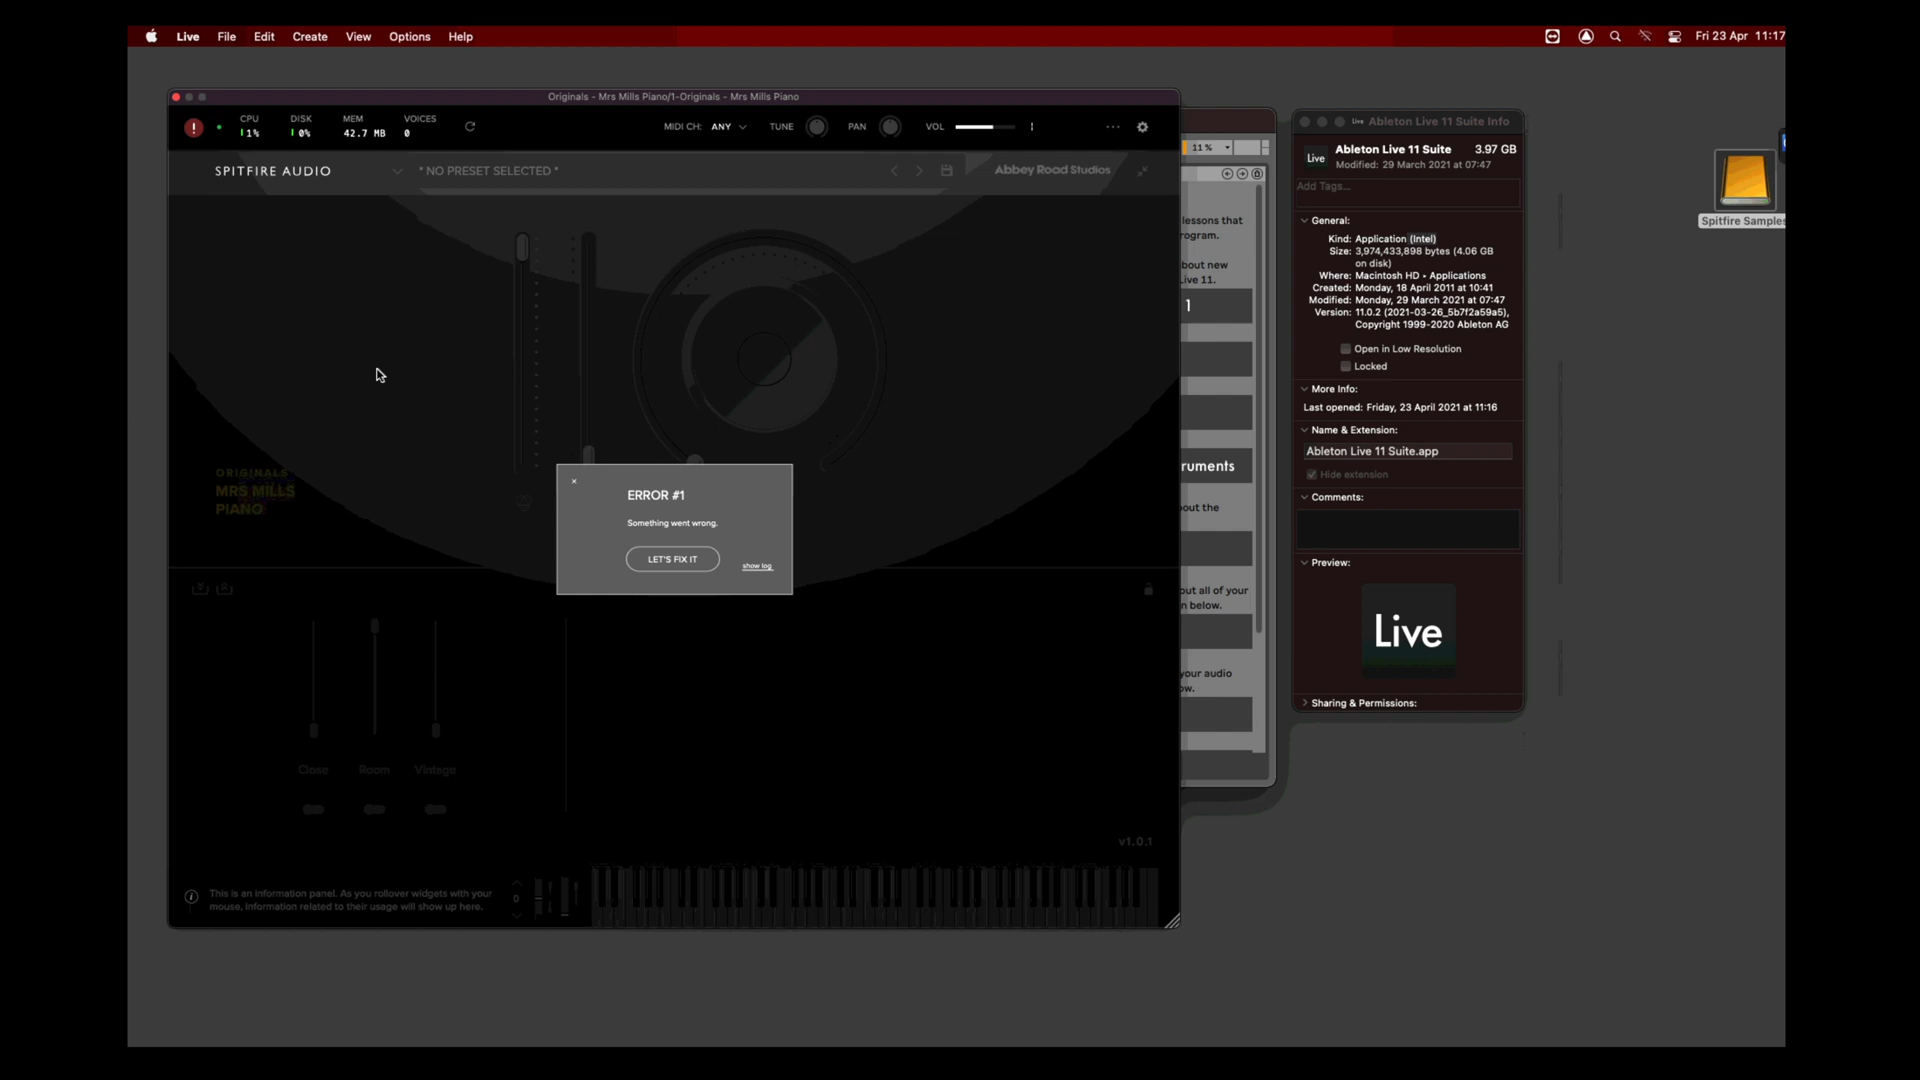 Live File Edit Create View Options Help
Fri 23 Apr 11:17
Originals - Mrs Mills Piano/1-Originals - Mrs Mills Piano
CPU DISK MEM VOICES
1% 0% 42.7 MB 0
MIDI CH: ANY TUNE PAN VOL
SPITFIRE AUDIO
* NO PRESET SELECTED *
Abbey Road Studios
ORIGINALS
MRS MILLS
PIANO
ERROR #1
Something went wrong.
LET'S FIX IT
show log
Close Room Vintage
v1.0.1
This is an information panel. As you rollover widgets with your
mouse, information related to their usage will show up here.
0
11 %
lessons that
rogram.
bout new
Live 11.
1
ruments
out the
out all of your
n below.
your audio
ow.
Live Ableton Live 11 Suite Info
Live
Ableton Live 11 Suite 3.97 GB
Modified: 29 March 2021 at 07:47
Add Tags...
General:
Kind: Application (Intel)
Size: 3,974,433,898 bytes (4.06 GB
on disk)
Where: Macintosh HD • Applications
Created: Monday, 18 April 2011 at 10:41
Modified: Monday, 29 March 2021 at 07:47
Version: 11.0.2 (2021-03-26_5b7f2a59a5),
Copyright 1999-2020 Ableton AG
Open in Low Resolution
Locked
More Info:
Last opened: Friday, 23 April 2021 at 11:16
Name & Extension:
Ableton Live 11 Suite.app
Hide extension
Comments:
Preview:
Live
Sharing & Permissions:
Spitfire Samples